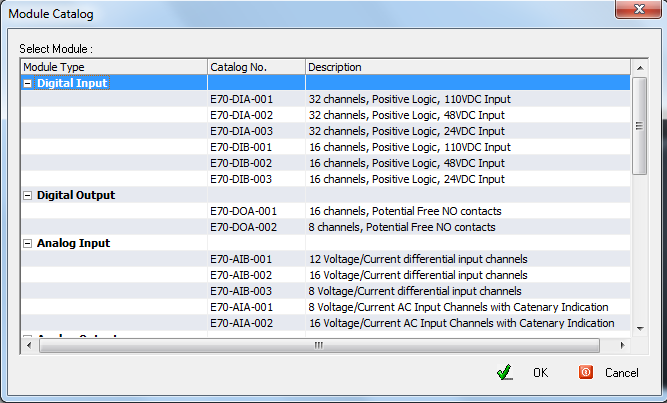 Module Catalog
Select Module :
Module Type Catalog No. Description
Digital Input
E70-DIA-001 32 channels, Positive Logic, 110VDC Input
E70-DIA-002 32 channels, Positive Logic, 48VDC Input
E70-DIA-003 32 channels, Positive Logic, 24VDC Input
E70-DIB-001 16 channels, Positive Logic, 110VDC Input
E70-DIB-002 16 channels, Positive Logic, 48VDC Input
E70-DIB-003 16 channels, Positive Logic, 24VDC Input
Digital Output
E70-DOA-001 16 channels, Potential Free NO contacts
E70-DOA-002 8 channels, Potential Free NO contacts
Analog Input
E70-AIB-001 12 Voltage/Current differential input channels
E70-AIB-002 16 Voltage/Current differential input channels
E70-AIB-003 8 Voltage/Current differential input channels
E70-AIA-001 8 Voltage/Current AC Input Channels with Catenary Indication
E70-AIA-002 16 Voltage/Current AC Input Channels with Catenary Indication
OK Cancel